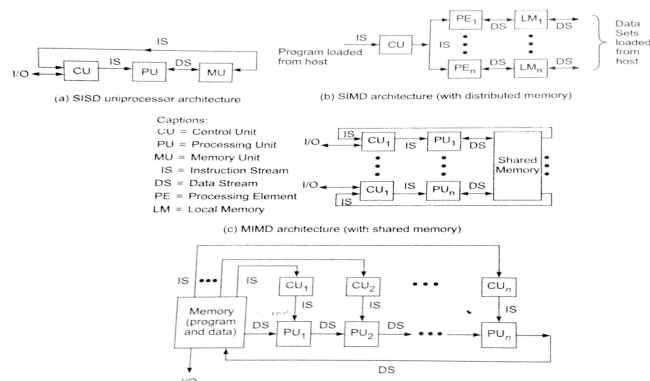 IS
I/O
CU
IS
PU
DS
MU
(a) SISD uniprocessor architecture
Program loaded
from host
IS
CU
IS
PE1
DS
LM1
DS
PEn
DS
LMn
DS
Data
Sets
loaded
from
host
(b) SIMD architecture (with distributed memory)
Captions:
CU = Control Unit
PU = Processing Unit
MU = Memory Unit
IS = Instruction Stream
DS = Data Stream
PE = Processing Element
LM = Local Memory
I/O
IS
CU1
IS
PU1
DS
Shared
Memory
I/O
CU1
IS
PUn
DS
IS
(c) MIMD architecture (with shared memory)
IS
IS
IS
CU1
CU2
CUn
IS
IS
IS
Memory
(program
and data)
DS
PU1
DS
PU2
DS
PUn
DS
I/O